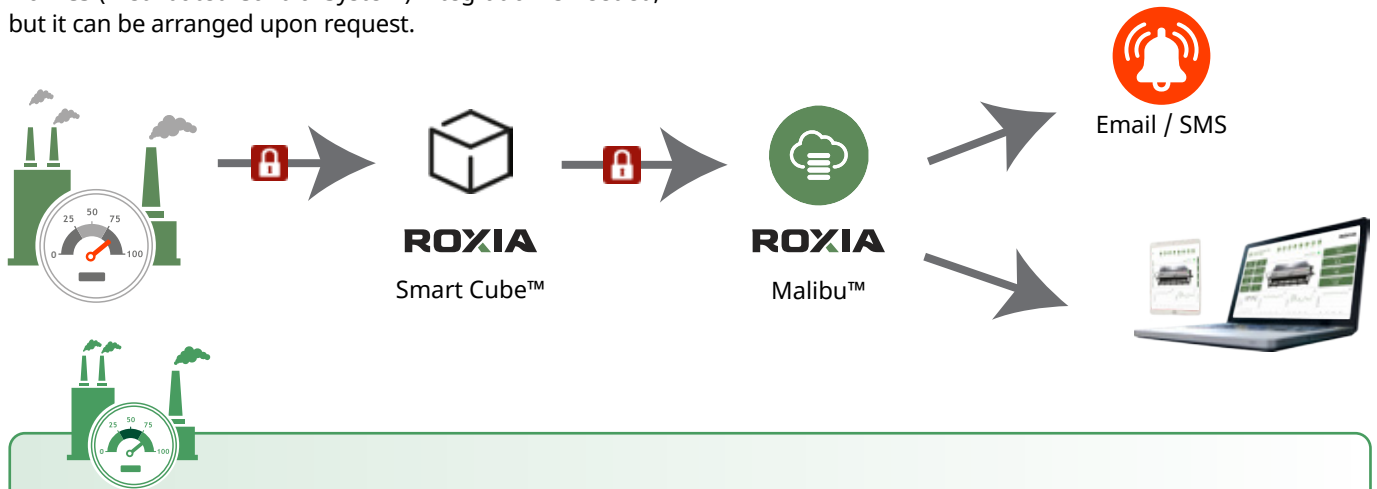 but it can be arranged upon request.
Email / SMS
0 25 50 75 100
ROXIA
Smart Cube™
ROXIA
Malibu™
0 25 50 75 100